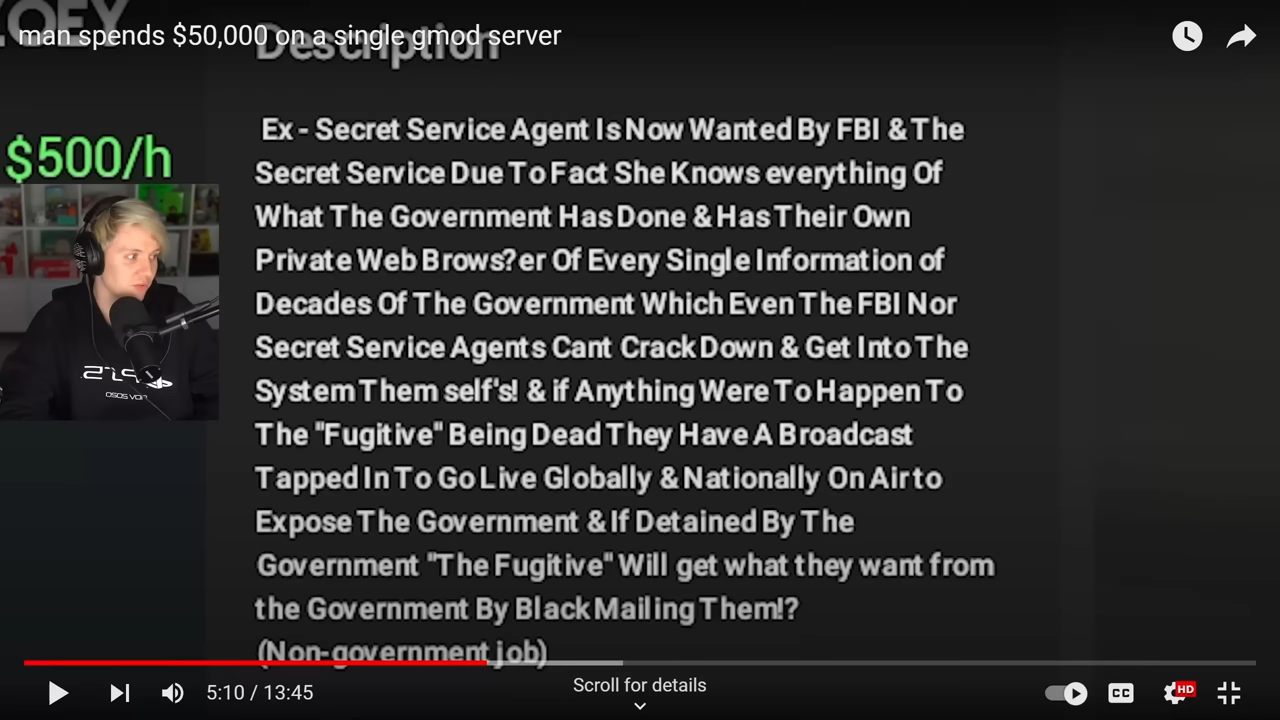 man spends $50,000 on a single gmod server
Description
$500/h
Ex - Secret Service Agent Is Now Wanted By FBI & The
Secret Service Due To Fact She Knows everything Of
What The Government Has Done & Has Their Own
Private Web Brows?er Of Every Single Information of
Decades Of The Government Which Even The FBI Nor
Secret Service Agents Cant Crack Down & Get Into The
System Them self's! & if Anything Were To Happen To
The "Fugitive" Being Dead They Have A Broadcast
Tapped In To Go Live Globally & Nationally On Air to
Expose The Government & If Detained By The
Government "The Fugitive" Will get what they want from
the Government By Black Mailing Them!?
(Non-government job)
5:10 / 13:45
Scroll for details
CC
HD